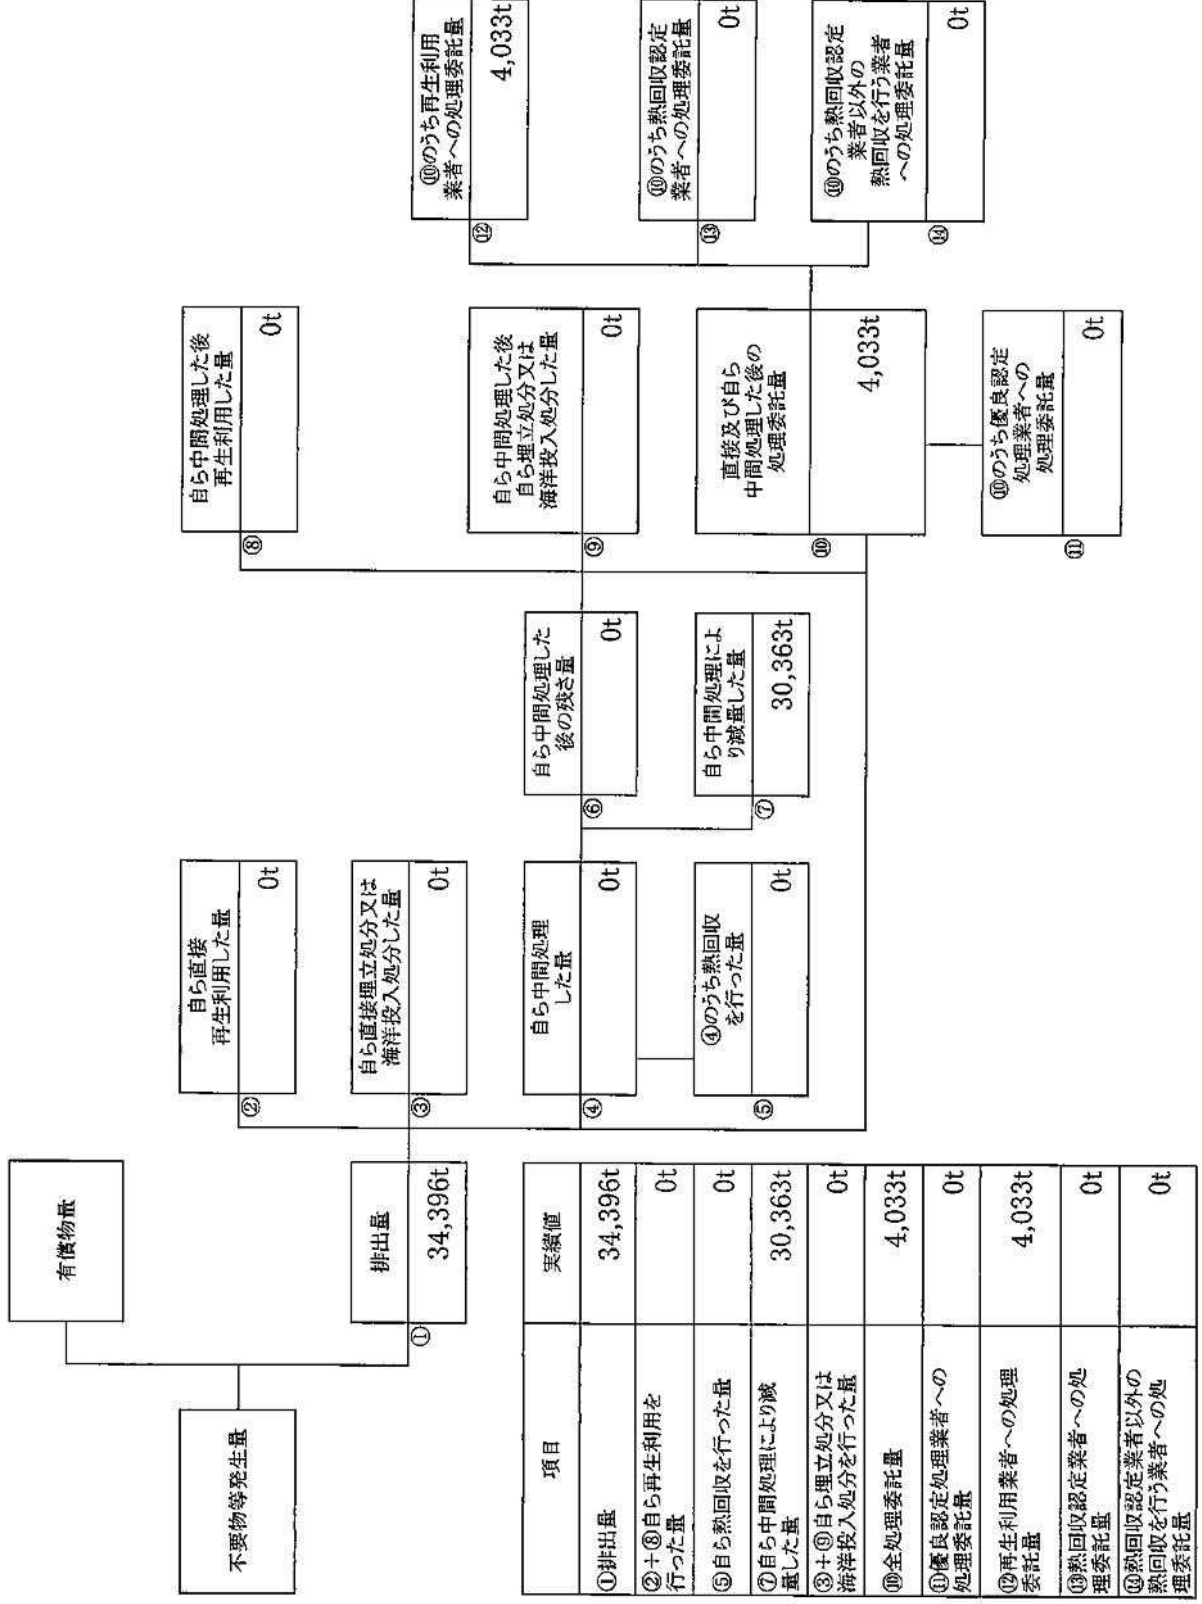 不要物等発生量
有償物量
①
排出量
34,396t
②
自ら直接
再生利用した量
0t
③
自ら直接埋立処分又は
海洋投入処分した量
0t
④
自ら中間処理
した量
0t
⑤
④のうち熱回収
を行った量
0t
⑥
自ら中間処理した
後の残さ量
0t
⑦
自ら中間処理によ
り減量した量
30,363t
⑧
自ら中間処理した後
再生利用した量
0t
⑨
自ら中間処理した後
自ら埋立処分又は
海洋投入処分した量
0t
⑩
直接及び自ら
中間処理した後の
処理委託量
4,033t
⑪
⑩のうち優良認定
処理業者への
処理委託量
0t
⑫
⑩のうち再生利用
業者への処理委託量
4,033t
⑬
⑩のうち熱回収認定
業者への処理委託量
0t
⑭
⑩のうち熱回収認定
業者以外の
熱回収を行う業者
への処理委託量
0t
項目 実績値
①排出量 34,396t
②+⑧自ら再生利用を
行った量 0t
⑤自ら熱回収を行った量 0t
⑦自ら中間処理により減
量した量 30,363t
③+⑨自ら埋立処分又は
海洋投入処分を行った量 0t
⑩全処理委託量 4,033t
⑪優良認定処理業者への
処理委託量 0t
⑫再生利用業者への処理
委託量 4,033t
⑬熱回収認定業者への処
理委託量 0t
⑭熱回収認定業者以外の
熱回収を行う業者への処
理委託量 0t